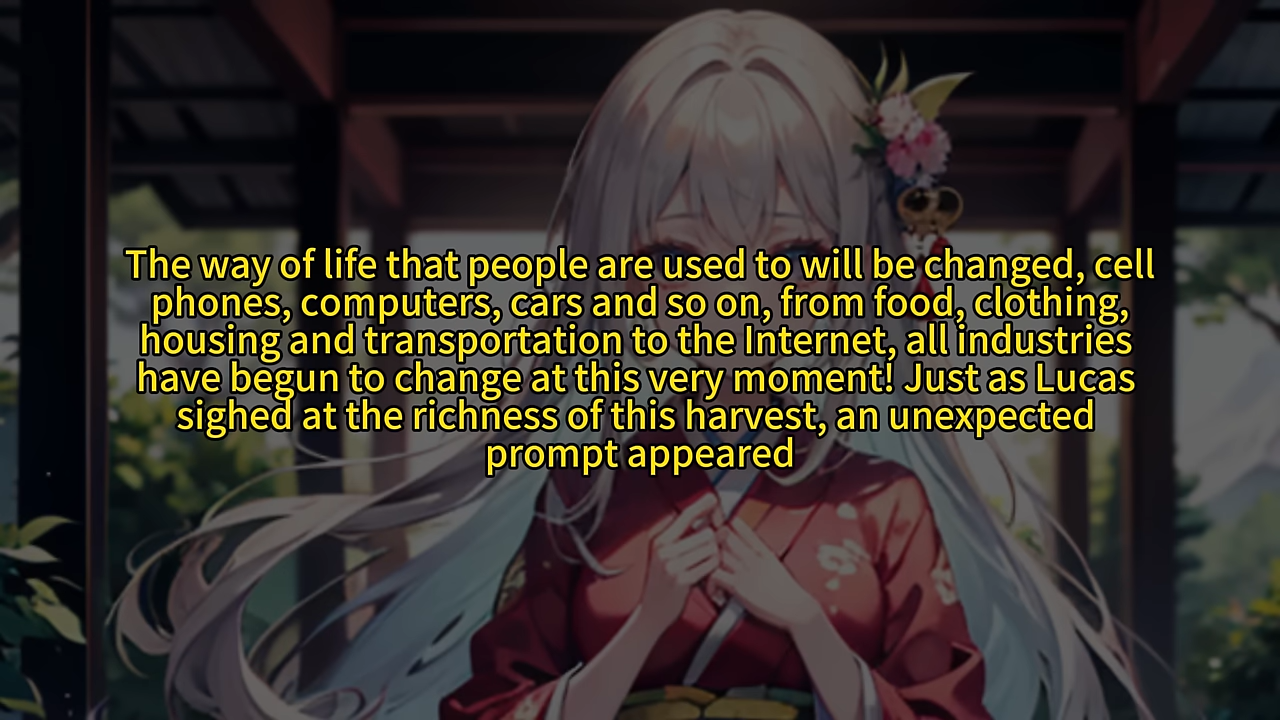 The way of life that people are used to will be changed, cell
phones, computers, cars and so on, from food, clothing,
housing and transportation to the Internet, all industries
have begun to change at this very moment! Just as Lucas
sighed at the richness of this harvest, an unexpected
prompt appeared